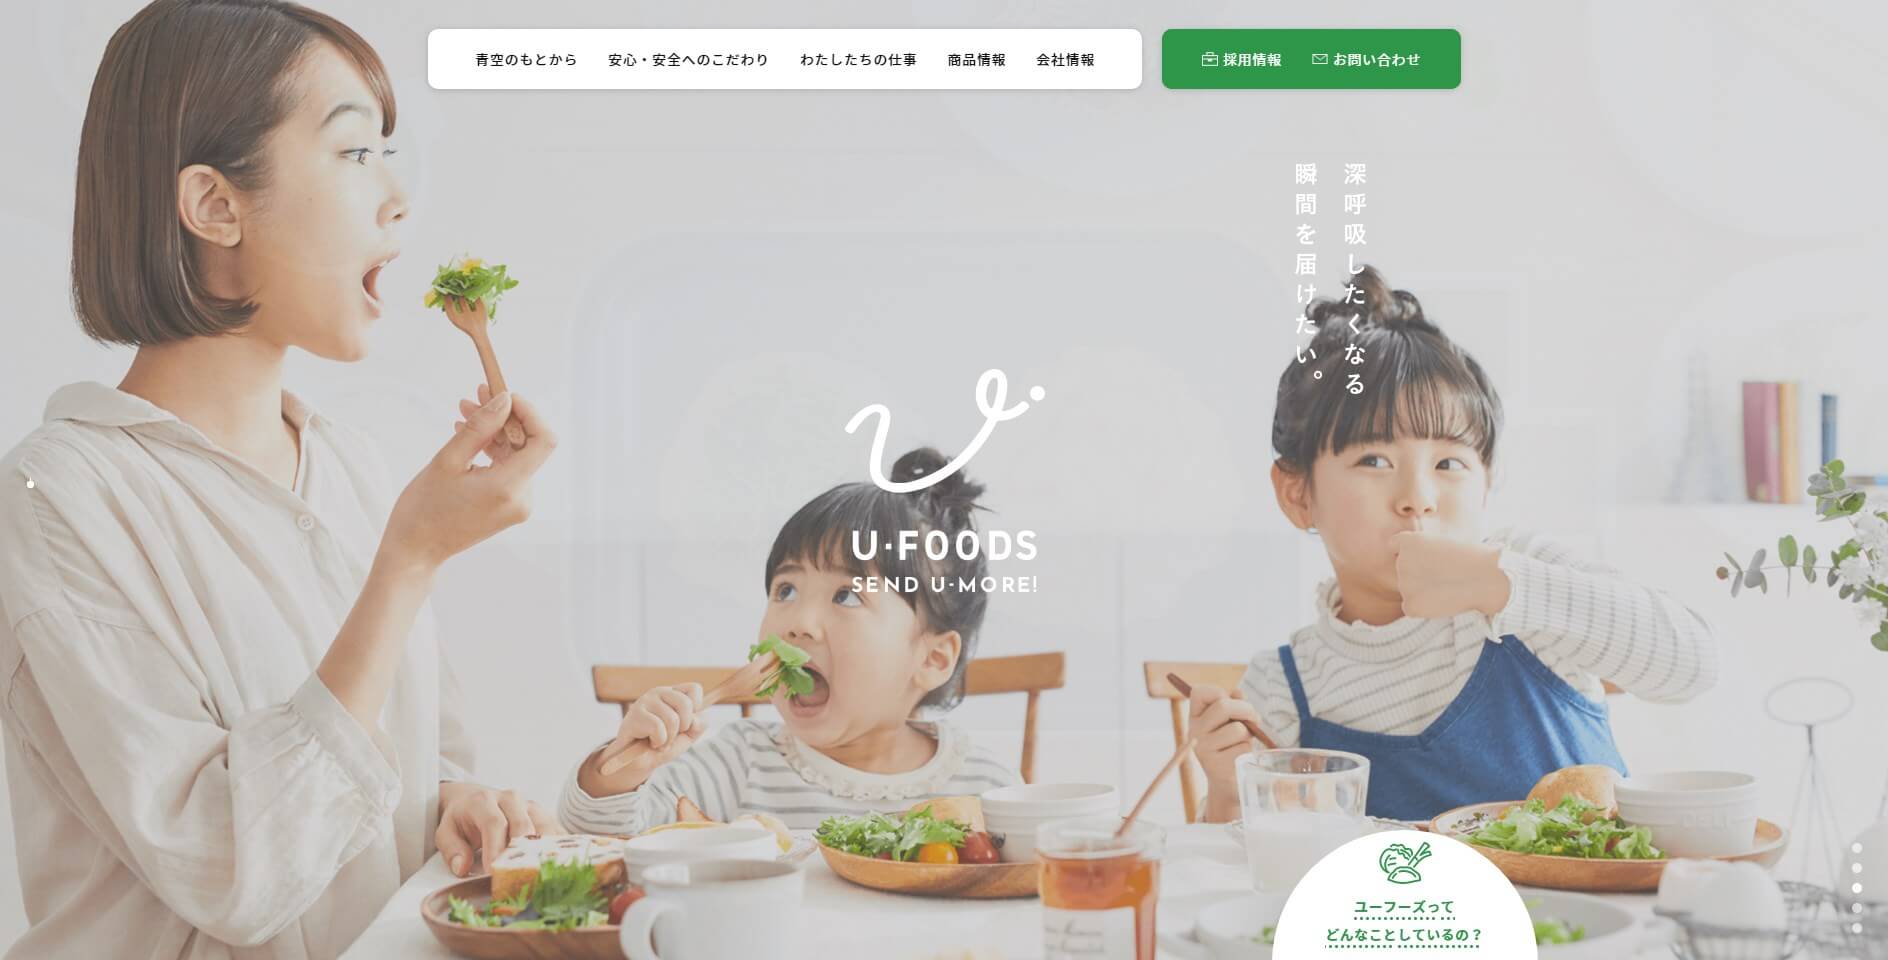 青空のもとから
安心・安全へのこだわり
わたしたちの仕事
商品情報
会社情報
採用情報
お問い合わせ
深呼吸したくなる
瞬間を届けたい。
U·FOODS
SEND U·MORE!
ユーフーズって
どんなことしているの？